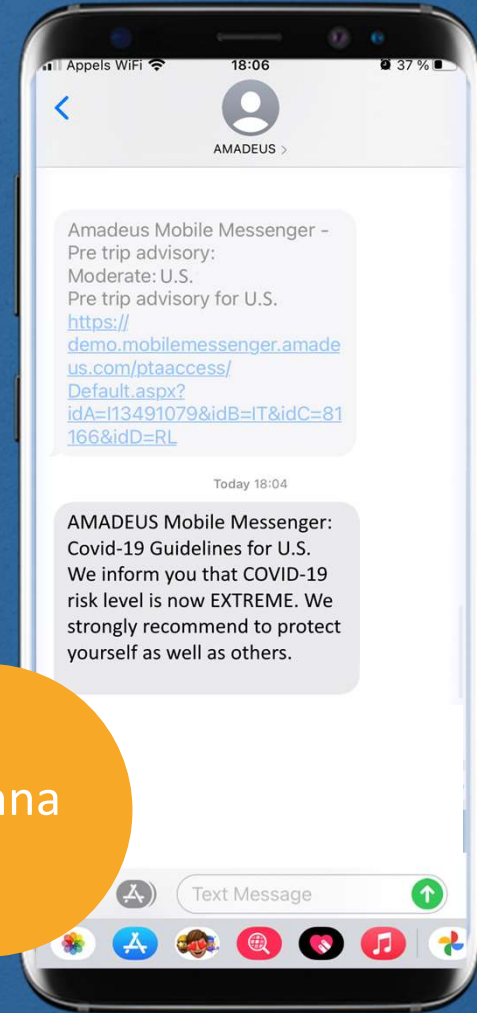 Appels WiFi 18:06 37 %
AMADEUS >
Amadeus Mobile Messenger -
Pre trip advisory:
Moderate: U.S.
Pre trip advisory for U.S.
https://
demo.mobilemessenger.amade
us.com/ptaaccess/
Default.aspx?
idA=I13491079&idB=IT&idC=81
166&idD=RL
Today 18:04
AMADEUS Mobile Messenger:
Covid-19 Guidelines for U.S.
We inform you that COVID-19
risk level is now EXTREME. We
strongly recommend to protect
yourself as well as others.
Text Message